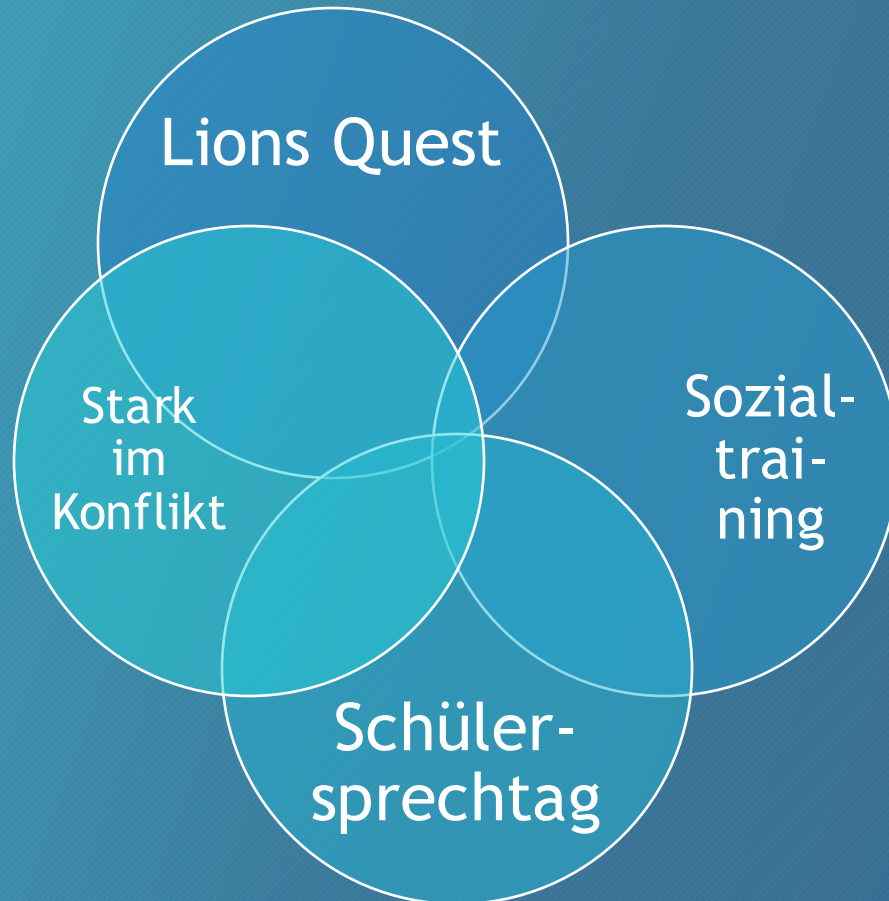 Lions Quest
Stark
im
Konflikt
Sozial-
trai-
ning
Schüler-
sprechtag